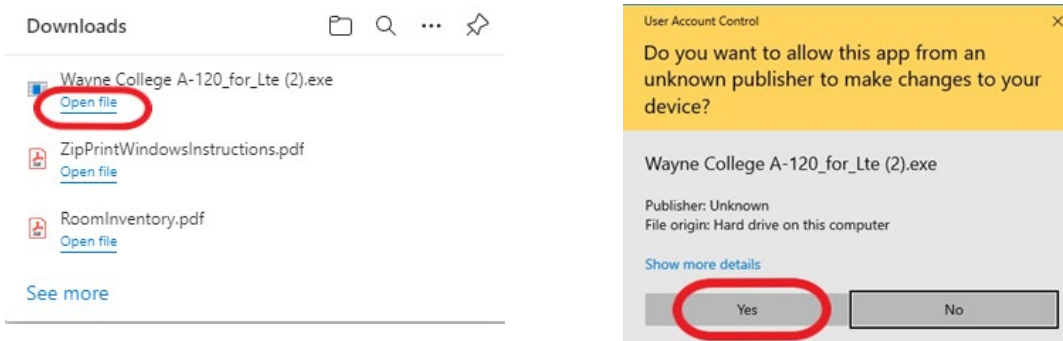 Downloads
Wayne College A-120_for_Lte (2).exe
Open file
ZipPrintWindowsInstructions.pdf
Open file
RoomInventory.pdf
Open file
See more
User Account Control
Do you want to allow this app from an
unknown publisher to make changes to your
device?
Wayne College A-120_for_Lte (2).exe
Publisher: Unknown
File origin: Hard drive on this computer
Show more details
Yes
No